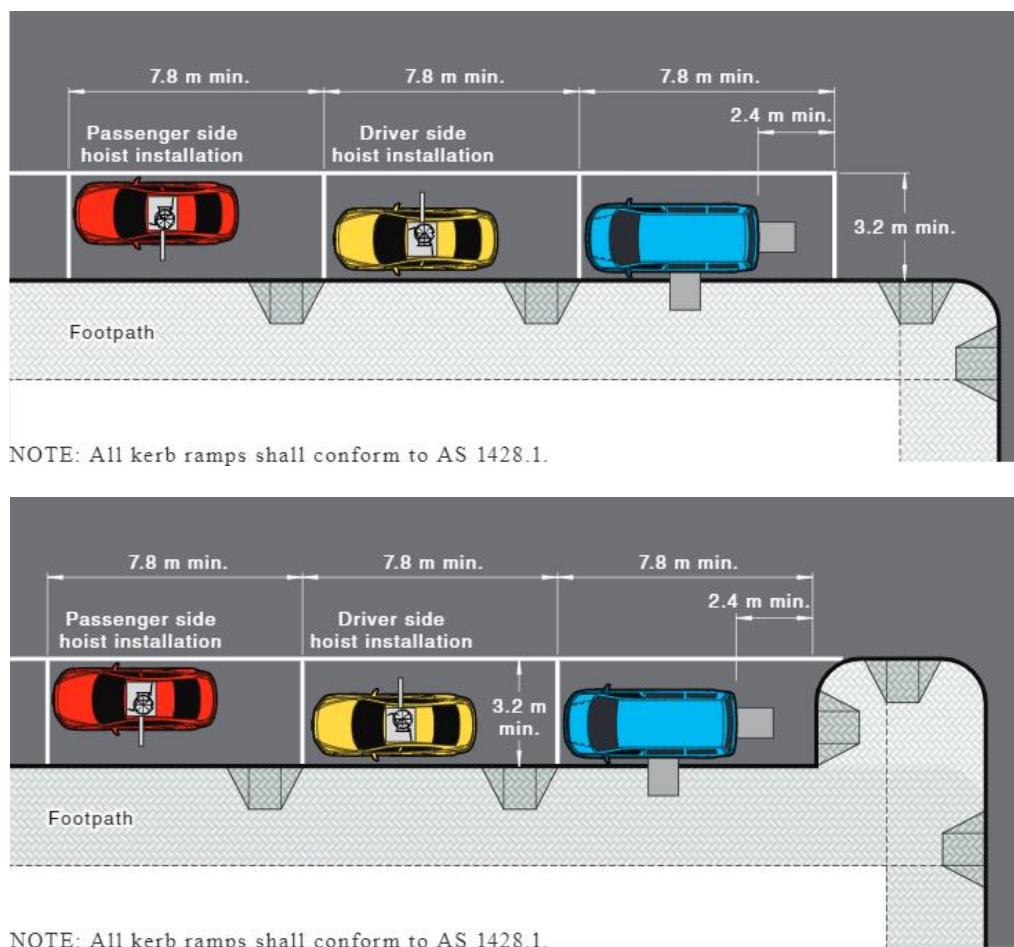 7.8 m min.
7.8 m min.
7.8 m min.
2.4 m min.
Passenger side
hoist installation
Driver side
hoist installation
3.2 m min.
Footpath
NOTE: All kerb ramps shall conform to AS 1428.1.
7.8 m min.
7.8 m min.
7.8 m min.
2.4 m min.
Passenger side
hoist installation
Driver side
hoist installation
3.2 m
min.
Footpath
NOTE: All kerb ramps shall conform to AS 1428.1.